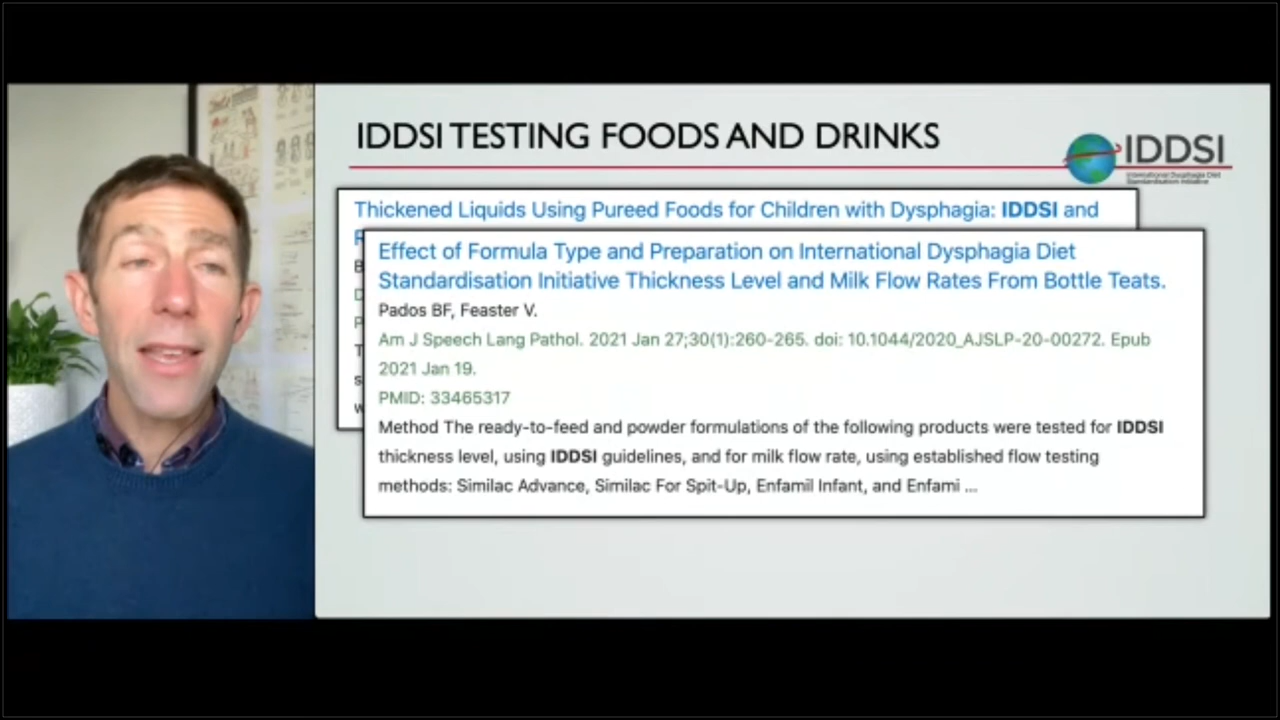 IDDSI TESTING FOODS AND DRINKS
IDDSI
International Dysphagia Diet
Standardisation Initiative
Thickened Liquids Using Pureed Foods for Children with Dysphagia: IDDSI and
Effect of Formula Type and Preparation on International Dysphagia Diet
Standardisation Initiative Thickness Level and Milk Flow Rates From Bottle Teats.
Pados BF, Feaster V.
Am J Speech Lang Pathol. 2021 Jan 27;30(1):260-265. doi: 10.1044/2020_AJSLP-20-00272. Epub
2021 Jan 19.
PMID: 33465317
Method The ready-to-feed and powder formulations of the following products were tested for IDDSI
thickness level, using IDDSI guidelines, and for milk flow rate, using established flow testing
methods: Similac Advance, Similac For Spit-Up, Enfamil Infant, and Enfami ...